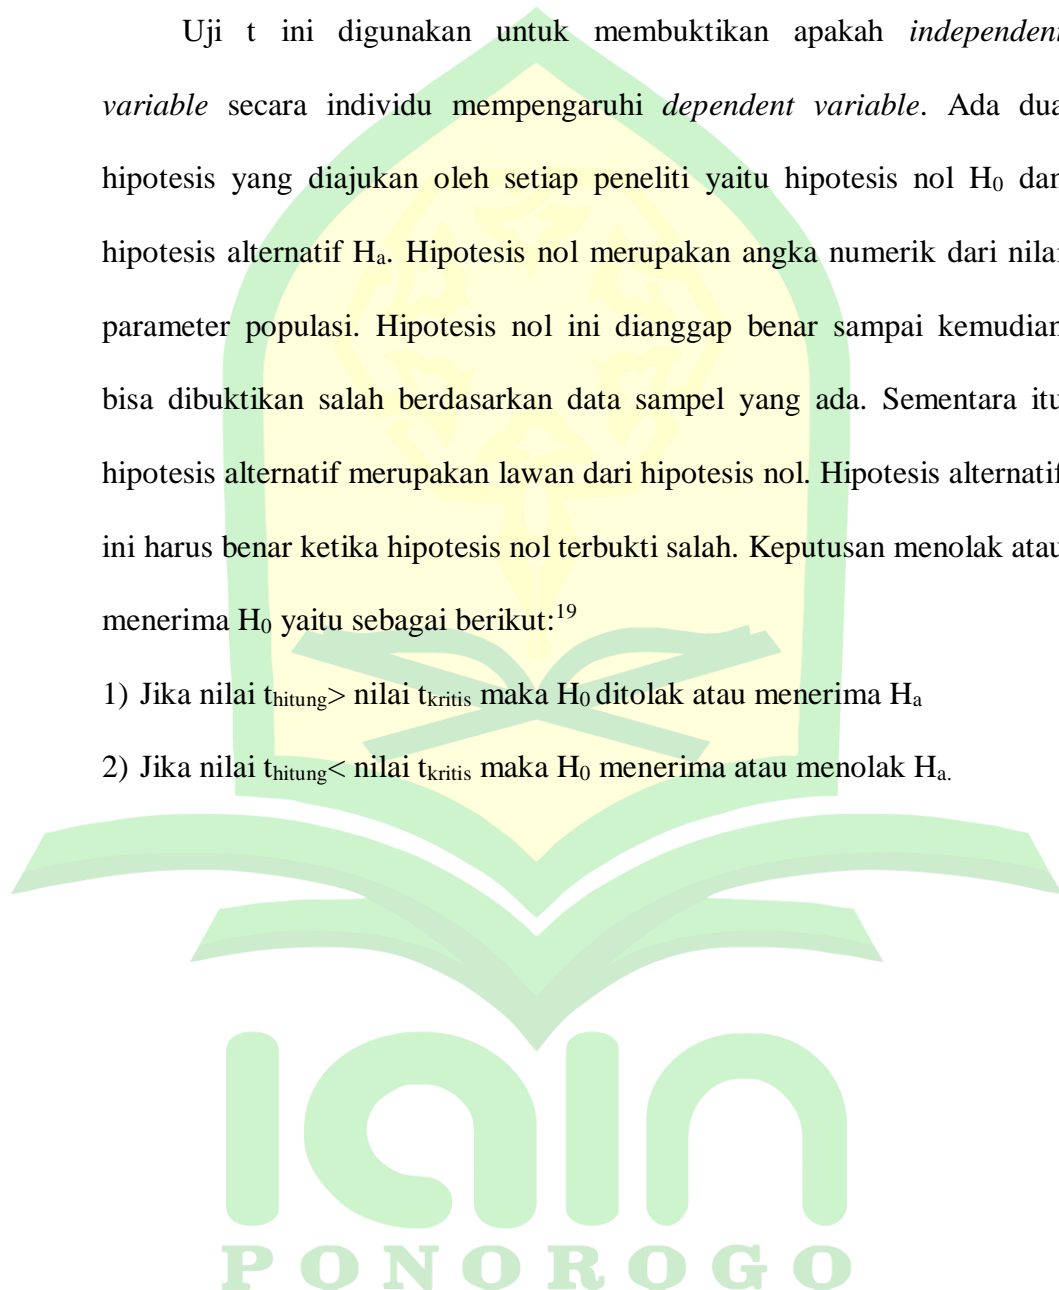 Uji t ini digunakan untuk membuktikan apakah independent
variable secara individu mempengaruhi dependent variable. Ada dua
hipotesis yang diajukan oleh setiap peneliti yaitu hipotesis nol H₀ dan
hipotesis alternatif Hₐ. Hipotesis nol merupakan angka numerik dari nilai
parameter populasi. Hipotesis nol ini dianggap benar sampai kemudian
bisa dibuktikan salah berdasarkan data sampel yang ada. Sementara itu
hipotesis alternatif merupakan lawan dari hipotesis nol. Hipotesis alternatif
ini harus benar ketika hipotesis nol terbukti salah. Keputusan menolak atau
menerima H₀ yaitu sebagai berikut:¹⁹
1) Jika nilai thitung> nilai tkritis maka H₀ ditolak atau menerima Hₐ
2) Jika nilai thitung< nilai tkritis maka H₀ menerima atau menolak Hₐ.
iain
PONOROGO